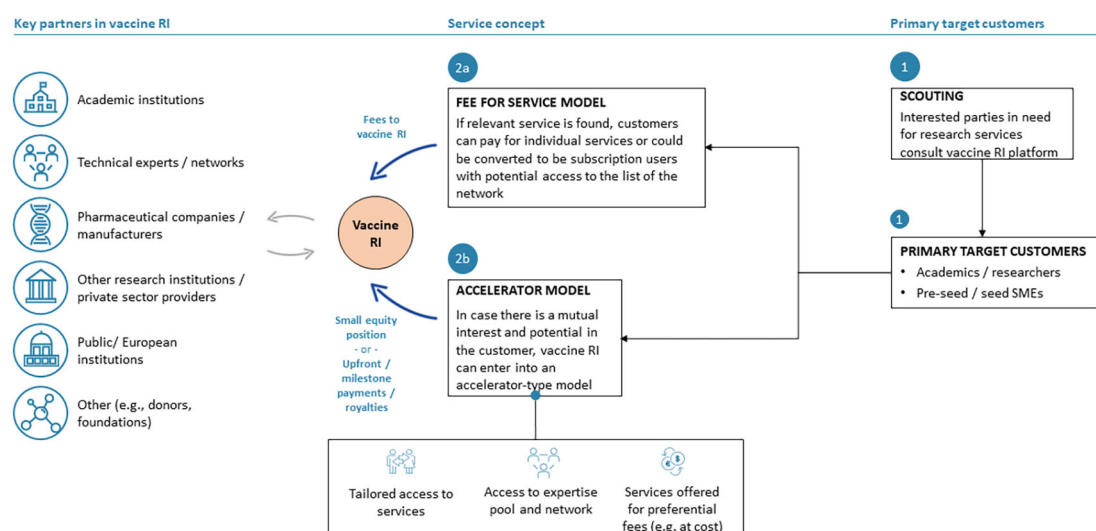 Key partners in vaccine RI
Service concept
Primary target customers
Academic institutions
Technical experts / networks
Pharmaceutical companies /
manufacturers
Other research institutions /
private sector providers
Public/ European
institutions
Other (e.g., donors,
foundations)
Fees to
vaccine RI
Vaccine
RI
Small equity
position
- or -
Upfront /
milestone
payments /
royalties
2a
FEE FOR SERVICE MODEL
If relevant service is found, customers
can pay for individual services or could
be converted to be subscription users
with potential access to the list of the
network
2b
ACCELERATOR MODEL
In case there is a mutual
interest and potential in
the customer, vaccine RI
can enter into an
accelerator-type model
Tailored access to
services
Access to expertise
pool and network
€ $
Services offered
for preferential
fees (e.g. at cost)
1
SCOUTING
Interested parties in need
for research services
consult vaccine RI platform
1
PRIMARY TARGET CUSTOMERS
• Academics / researchers
• Pre-seed / seed SMEs